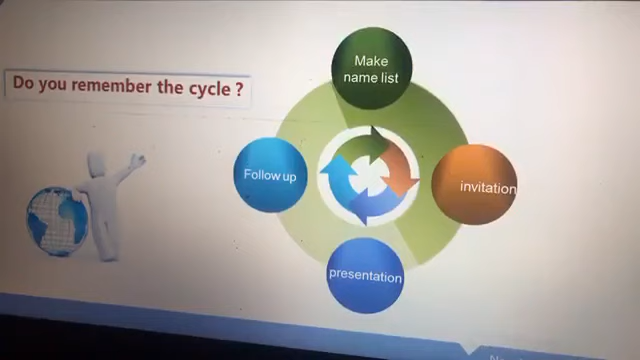 Do you remember the cycle ?
Make
name list
invitation
presentation
Follow up